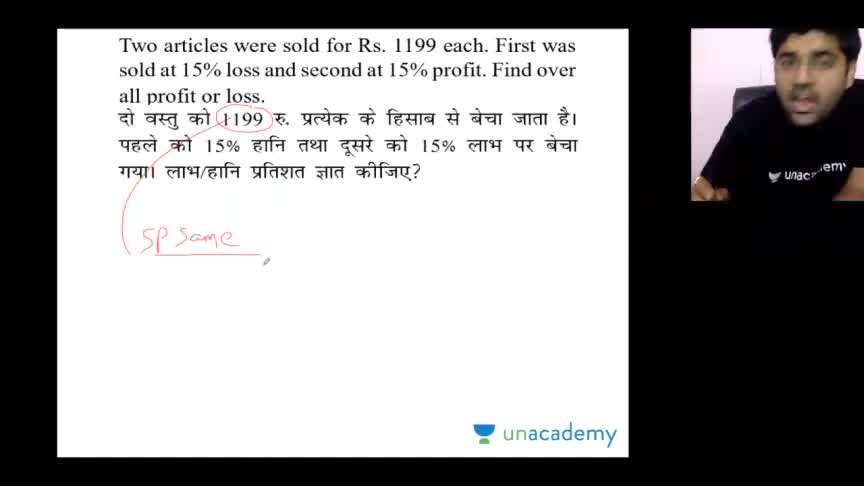 Two articles were sold for Rs. 1199 each. First was
sold at 15% loss and second at 15% profit. Find over
all profit or loss.
दो वस्तु को 1199 रु. प्रत्येक के हिसाब से बेचा जाता है।
पहले को 15% हानि तथा दूसरे को 15% लाभ पर बेचा
गया। लाभ/हानि प्रतिशत ज्ञात कीजिए?
SP Same
unacademy
unacademy